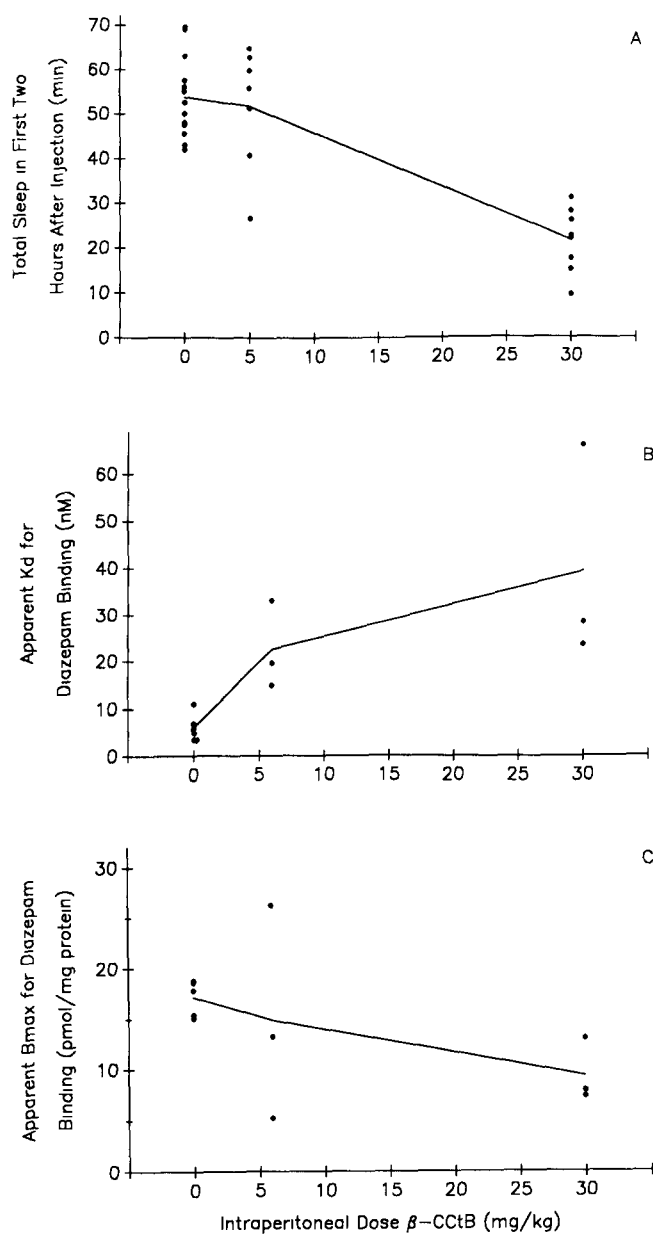 A
Total Sleep in First Two
Hours After Injection (min)
70
60
50
40
30
20
10
0
0 5 10 15 20 25 30
B
Apparent Kd for
Diazepam Binding (nM)
60
50
40
30
20
10
0
0 5 10 15 20 25 30
C
Apparent Bmax for Diazepam
Binding (pmol/mg protein)
30
20
10
0
0 5 10 15 20 25 30
Intraperitoneal Dose β-CCtB (mg/kg)